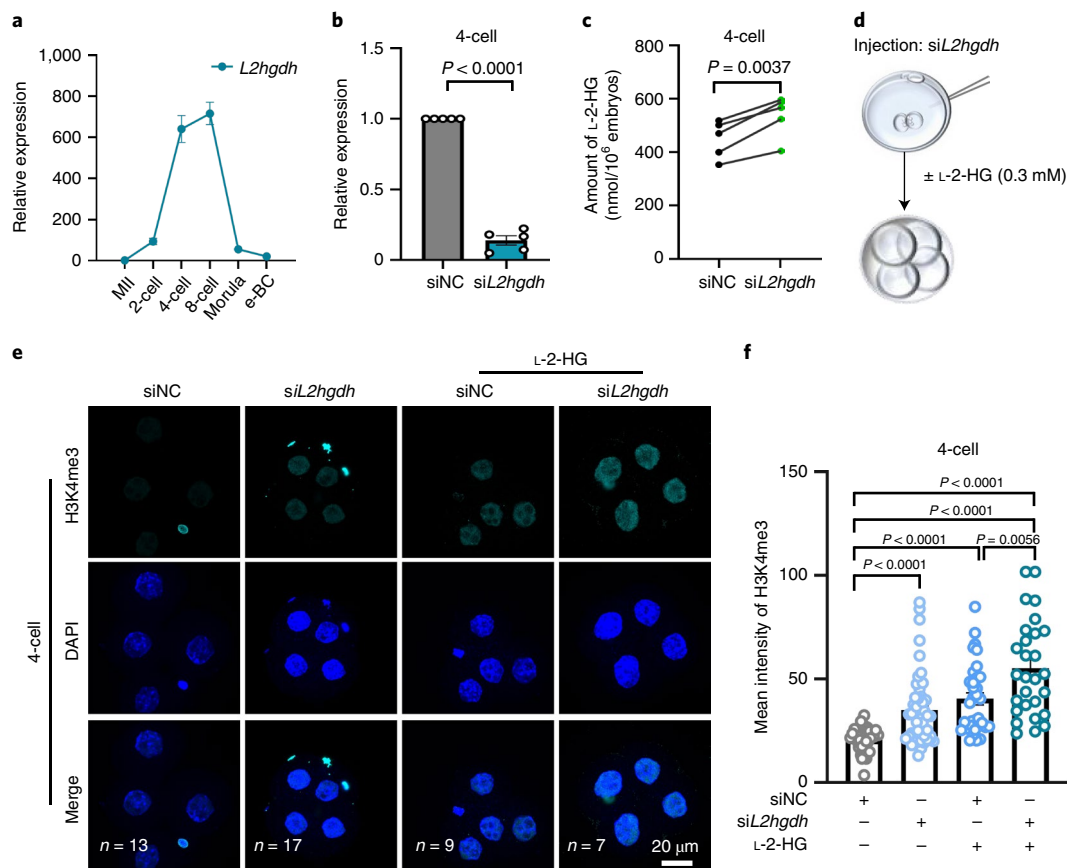 a
1,000
800
600
400
200
0
Relative expression
L2hgdh
MII
2-cell
4-cell
8-cell
Morula
e-BC
b
4-cell
P < 0.0001
1.5
1.0
0.5
0
Relative expression
siNC
siL2hgdh
c
4-cell
P = 0.0037
800
600
400
200
0
Amount of L-2-HG
(nmol/10⁶ embryos)
siNC
siL2hgdh
d
Injection: siL2hgdh
± L-2-HG (0.3 mM)
e
L-2-HG
siNC
siL2hgdh
siNC
siL2hgdh
4-cell
H3K4me3
DAPI
Merge
n = 13
n = 17
n = 9
n = 7
20 μm
f
4-cell
150
100
50
0
Mean intensity of H3K4me3
P < 0.0001
P < 0.0001
P < 0.0001
P = 0.0056
P < 0.0001
siNC + – + –
siL2hgdh – + – +
L-2-HG – – + +